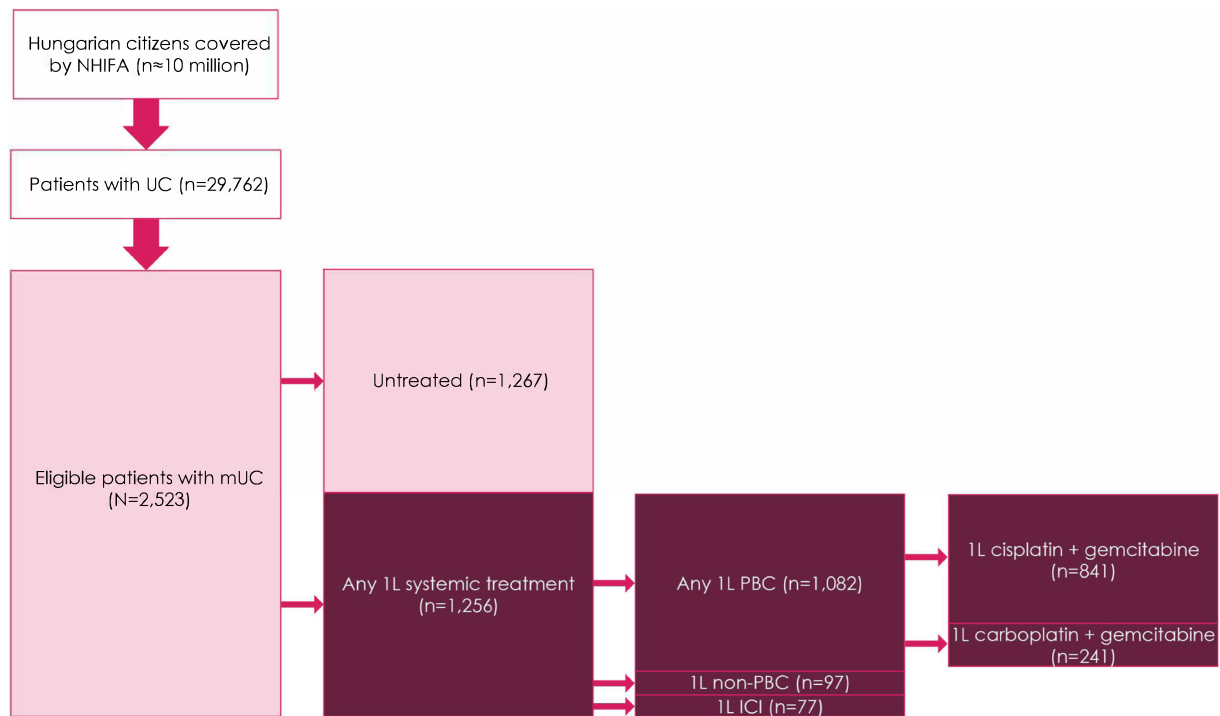 Hungarian citizens covered
by NHIFA (n≈10 million)
Patients with UC (n=29,762)
Eligible patients with mUC
(N=2,523)
Untreated (n=1,267)
Any 1L systemic treatment
(n=1,256)
Any 1L PBC (n=1,082)
1L non-PBC (n=97)
1L ICI (n=77)
1L cisplatin + gemcitabine
(n=841)
1L carboplatin + gemcitabine
(n=241)